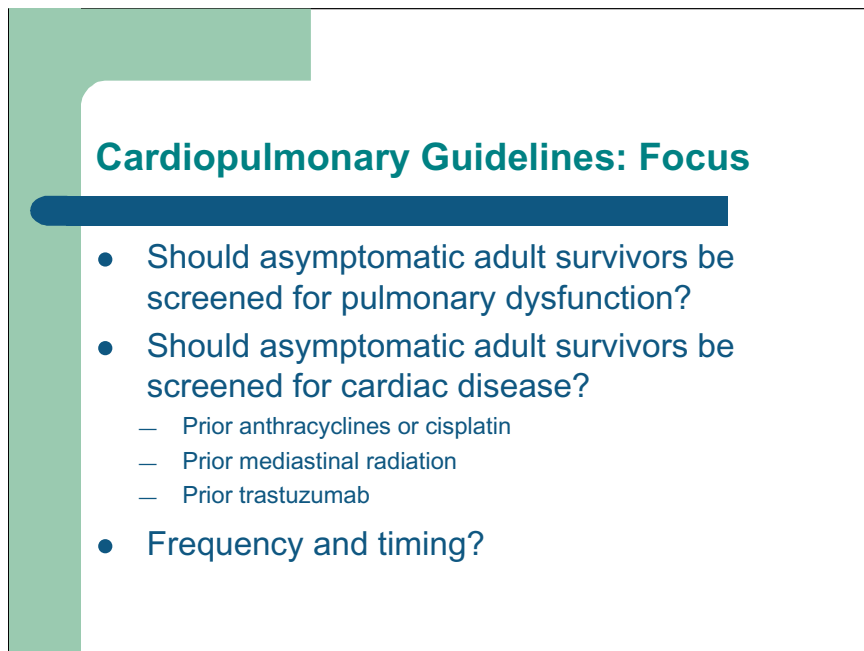 Cardiopulmonary Guidelines: Focus
● Should asymptomatic adult survivors be
screened for pulmonary dysfunction?
● Should asymptomatic adult survivors be
screened for cardiac disease?
— Prior anthracyclines or cisplatin
— Prior mediastinal radiation
— Prior trastuzumab
● Frequency and timing?